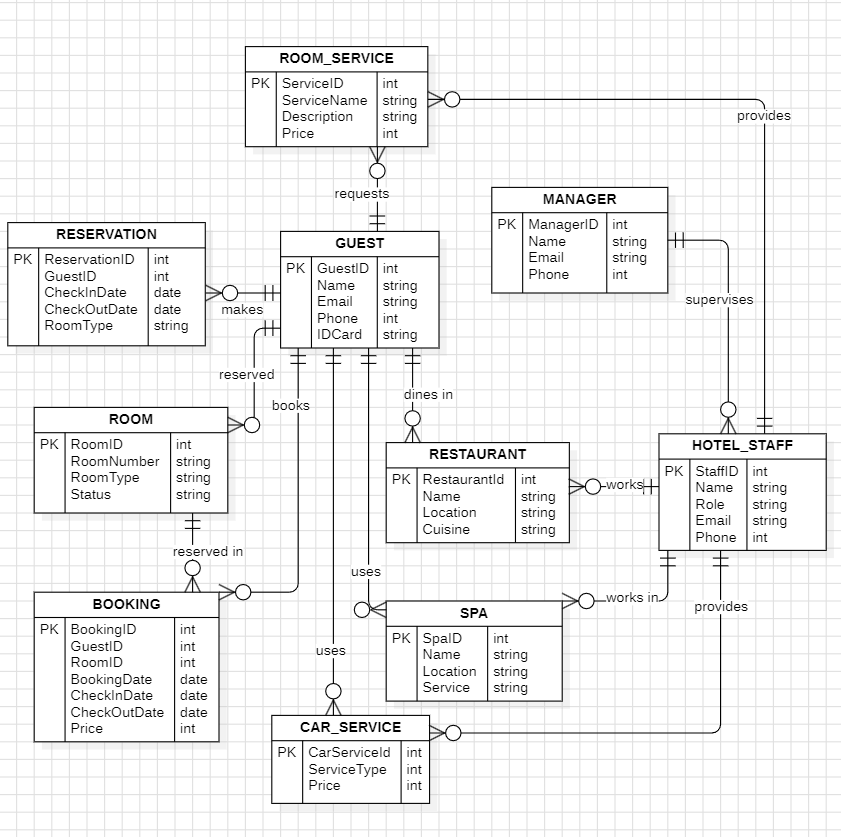 ROOM_SERVICE
PK ServiceID int
ServiceName string
Description string
Price int
provides
requests
MANAGER
PK ManagerID int
Name string
Email string
Phone int
supervises
RESERVATION
PK ReservationID int
GuestID int
CheckInDate date
CheckOutDate date
RoomType string
makes
GUEST
PK GuestID int
Name string
Email string
Phone int
IDCard string
reserved
books
dines in
ROOM
PK RoomID int
RoomNumber string
RoomType string
Status string
reserved in
RESTAURANT
PK RestaurantId int
Name string
Location string
Cuisine string
works
HOTEL_STAFF
PK StaffID int
Name string
Role string
Email string
Phone int
uses
works in
provides
BOOKING
PK BookingID int
GuestID int
RoomID int
BookingDate date
CheckInDate date
CheckOutDate date
Price int
SPA
PK SpaID int
Name string
Location string
Service string
uses
CAR_SERVICE
PK CarServiceId int
ServiceType int
Price int